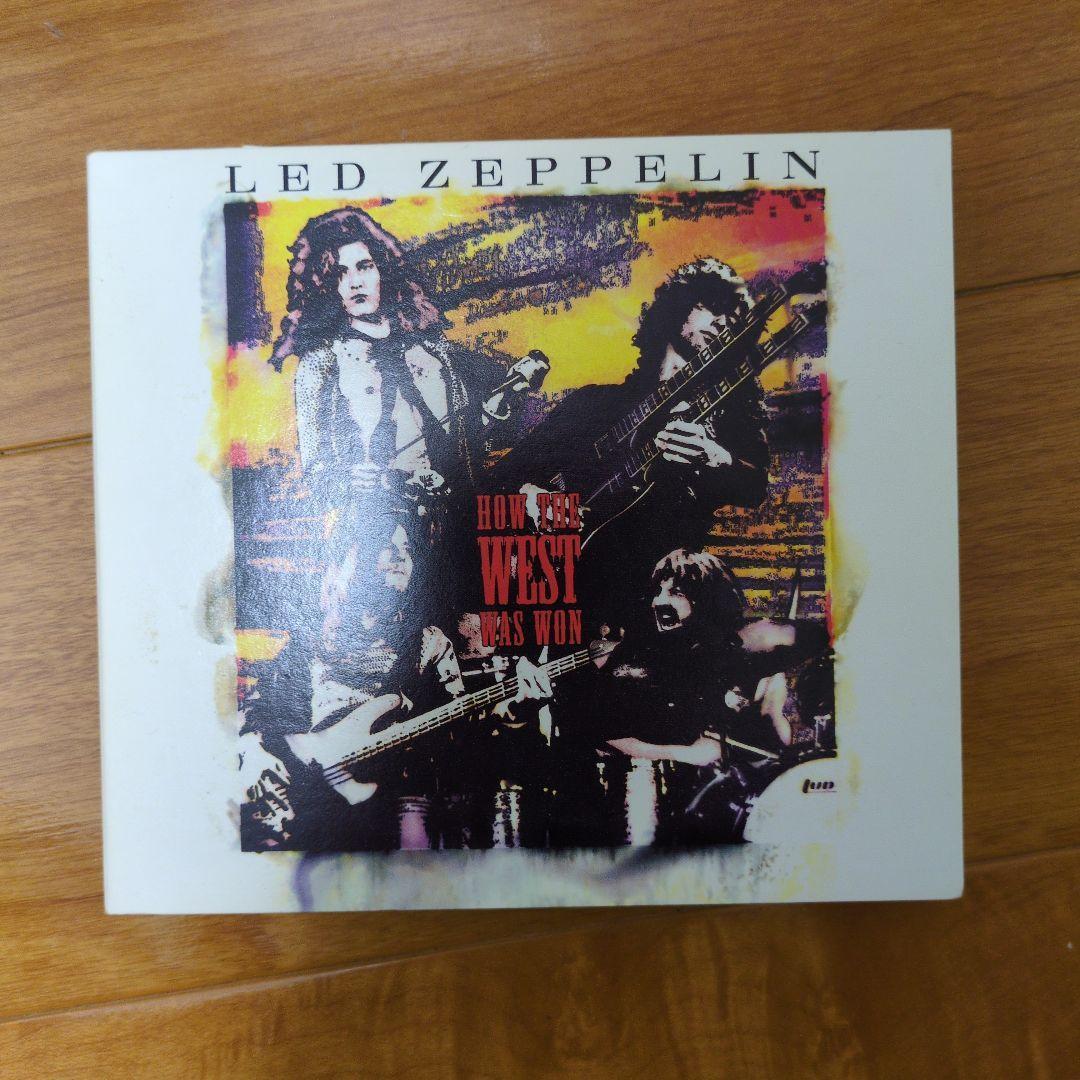 LED ZEPPELIN
HOW THE
WEST
WAS WON